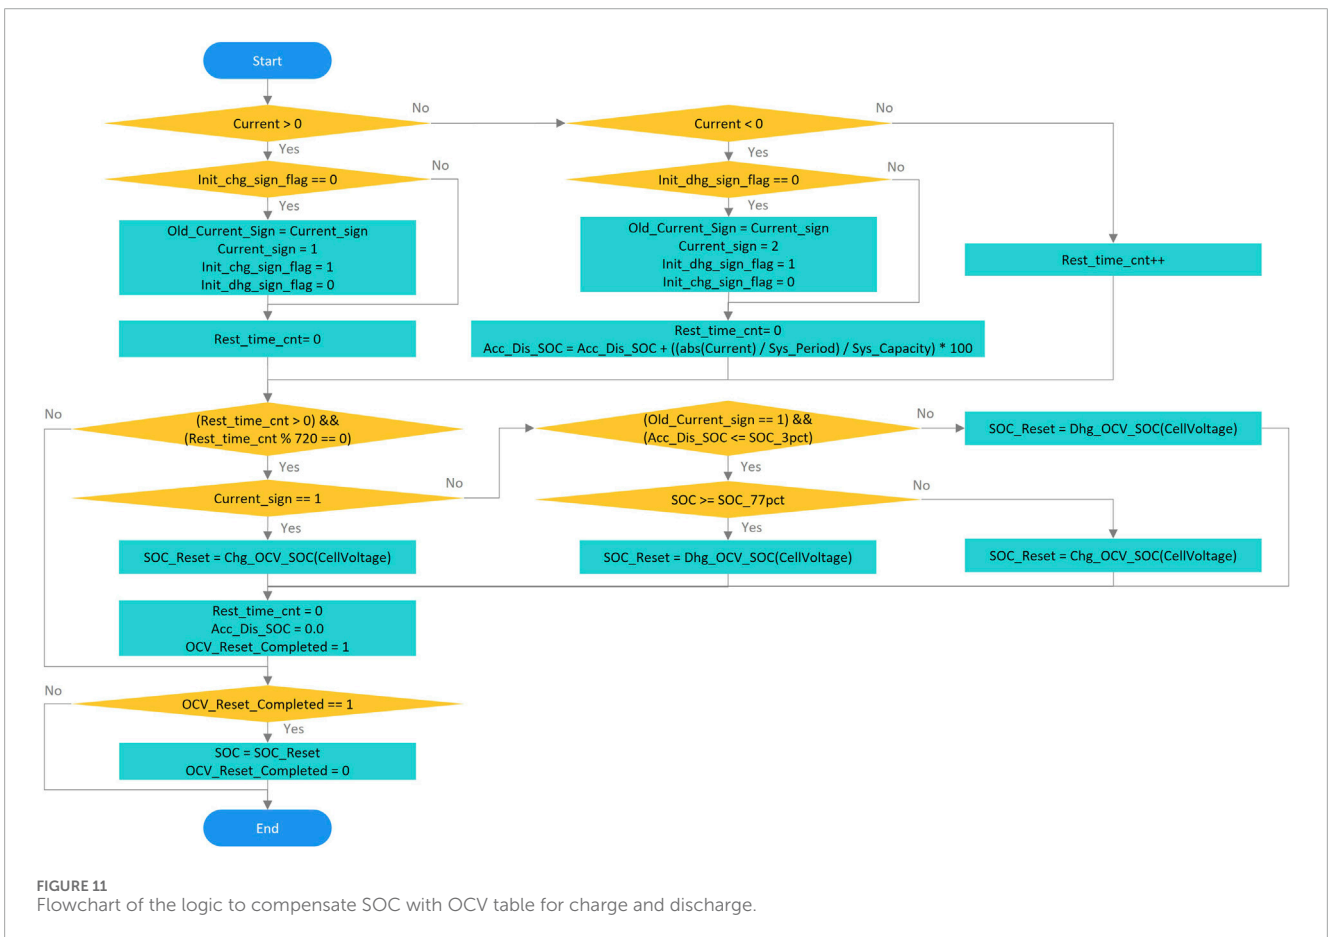 Start
Current > 0
No
Current < 0
No
Yes
Yes
Init_chg_sign_flag == 0
No
Init_dhg_sign_flag == 0
No
Yes
Yes
Old_Current_Sign = Current_sign
Current_sign = 1
Init_chg_sign_flag = 1
Init_dhg_sign_flag = 0
Old_Current_Sign = Current_sign
Current_sign = 2
Init_dhg_sign_flag = 1
Init_chg_sign_flag = 0
Rest_time_cnt++
Rest_time_cnt= 0
Rest_time_cnt= 0
Acc_Dis_SOC = Acc_Dis_SOC + ((abs(Current) / Sys_Period) / Sys_Capacity) * 100
No
(Rest_time_cnt > 0) &&
(Rest_time_cnt % 720 == 0)
(Old_Current_sign == 1) &&
(Acc_Dis_SOC <= SOC_3pct)
No
SOC_Reset = Dhg_OCV_SOC(CellVoltage)
Yes
Yes
Current_sign == 1
No
SOC >= SOC_77pct
No
Yes
Yes
SOC_Reset = Chg_OCV_SOC(CellVoltage)
SOC_Reset = Dhg_OCV_SOC(CellVoltage)
SOC_Reset = Chg_OCV_SOC(CellVoltage)
Rest_time_cnt = 0
Acc_Dis_SOC = 0.0
OCV_Reset_Completed = 1
No
OCV_Reset_Completed == 1
Yes
SOC = SOC_Reset
OCV_Reset_Completed = 0
End
FIGURE 11
Flowchart of the logic to compensate SOC with OCV table for charge and discharge.